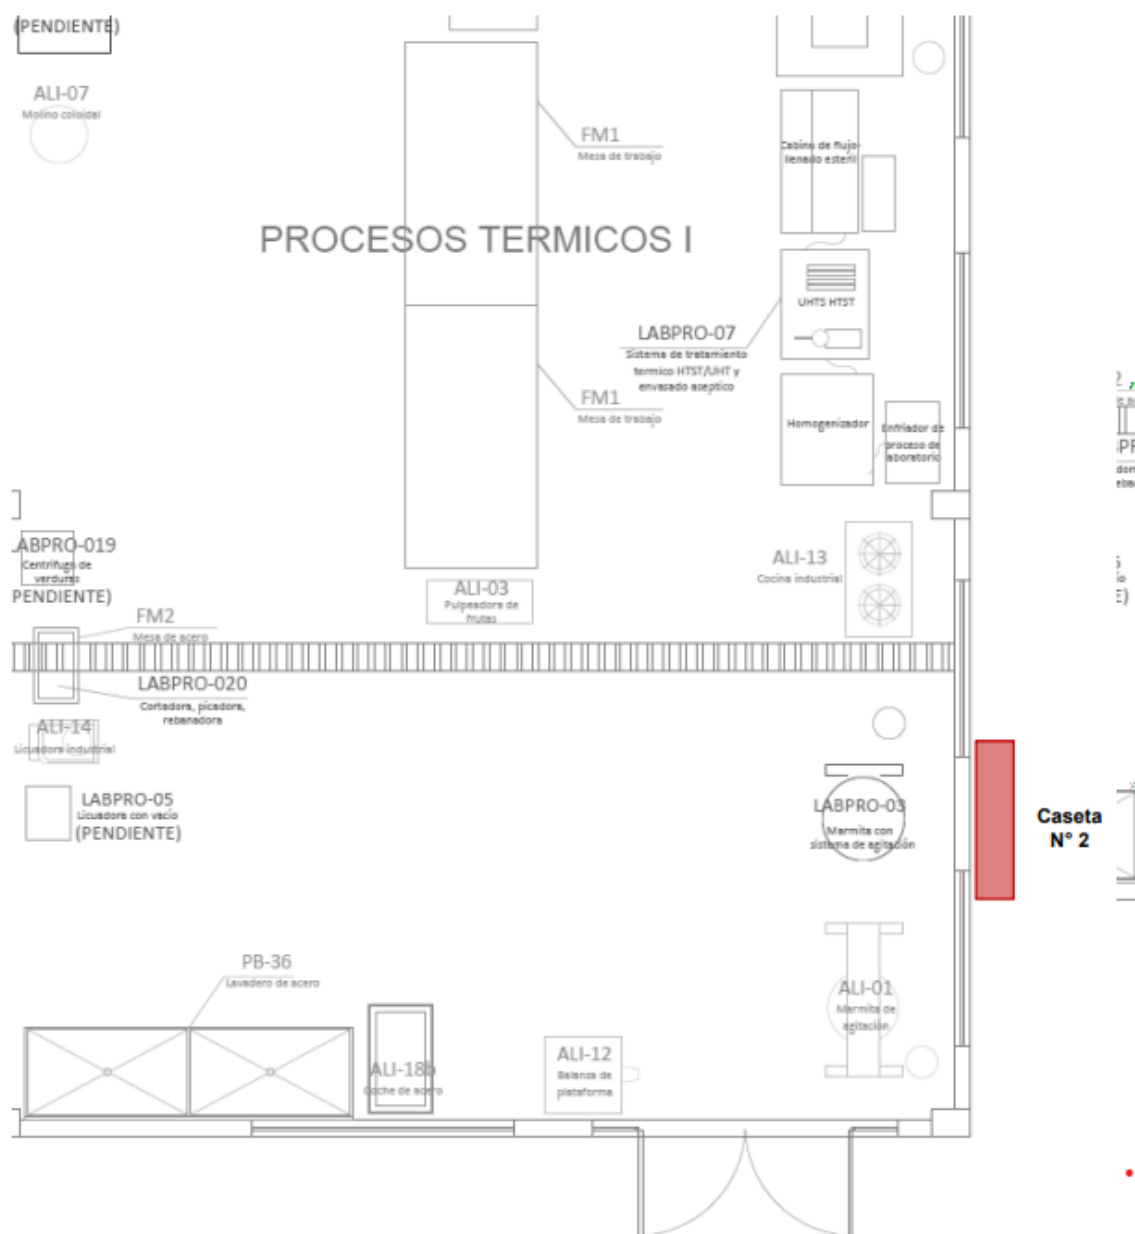 (PENDIENTE)
ALI-07
Molino coloidal
FM1
Mesa de trabajo
Cabina de flujo-
llenado esteril
PROCESOS TERMICOS I
UHTS HTST
LABPRO-07
Sistema de tratamiento
termico HTST/UHT y
envasado aseptico
FM1
Mesa de trabajo
Homogenizador
Enfriador de
proceso de
laboratorio
LABPRO-019
Centrifuga de
verduras
PENDIENTE)
ALI-13
Cocina industrial
ALI-03
Pulpeadora de
frutas
FM2
Mesa de acero
LABPRO-020
Cortadora, picadora,
rebanadora
ALI-14
Licuadora industrial
LABPRO-05
Licuadora con vacío
(PENDIENTE)
LABPRO-03
Marmita con
sistema de agitación
Caseta
N° 2
PB-36
Lavadero de acero
ALI-01
Marmita de
agitación
ALI-18b
Coche de acero
ALI-12
Balanza de
plataforma